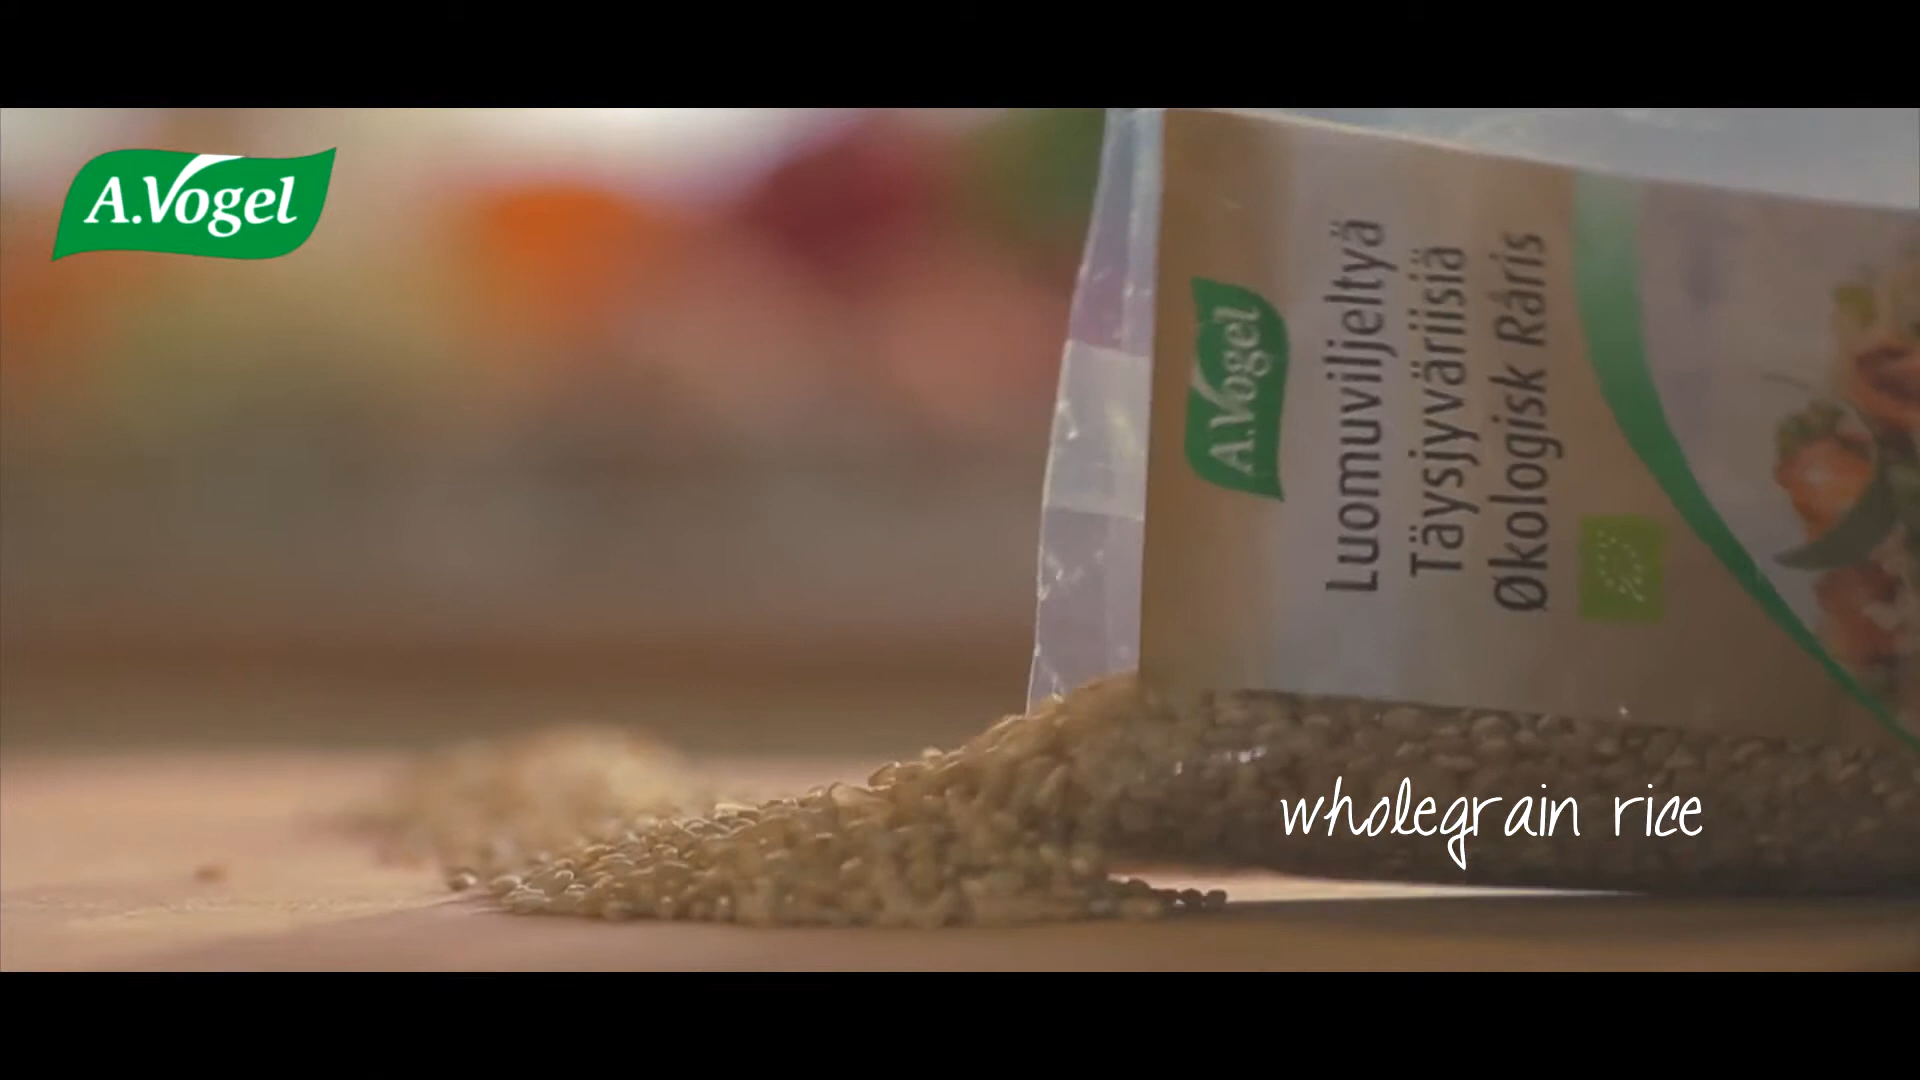 A.Vogel
A.Vogel
Luomuviljeltyä
Täysjyväriisiä
Økologisk Råris
wholegrain rice